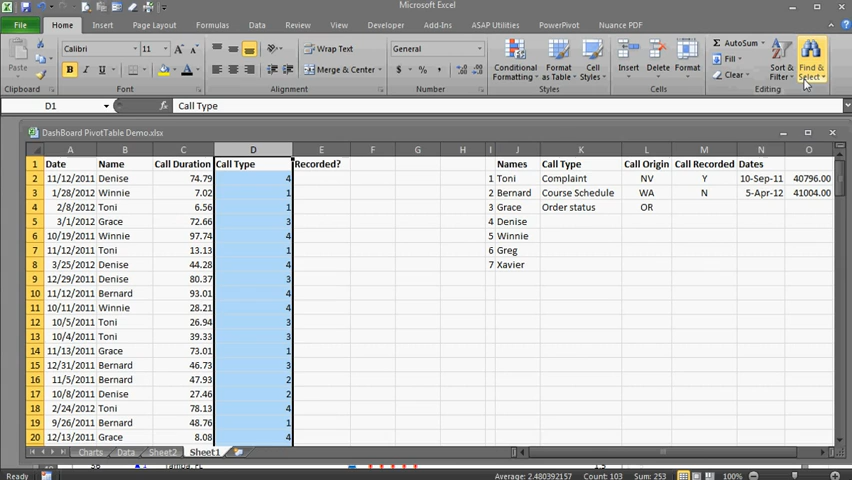 Microsoft Excel
File Home Insert Page Layout Formulas Data Review View Developer Add-Ins ASAP Utilities PowerPivot Nuance PDF
Paste
Calibri 11
B I U
Wrap Text
Merge & Center
General
$ % ,
Conditional Formatting
Format as Table
Cell Styles
Insert Delete Format
Σ AutoSum
Fill
Clear
Sort & Filter
Find & Select
Clipboard Font Alignment Number Styles Cells Editing
D1 fx Call Type
DashBoard PivotTable Demo.xlsx
A B C D E F G H I J K L M N O
1 Date Name Call Duration Call Type Recorded? Names Call Type Call Origin Call Recorded Dates
2 11/12/2011 Denise 74.79 4 1 Toni Complaint NV Y 10-Sep-11 40796.00
3 1/28/2012 Winnie 7.02 1 2 Bernard Course Schedule WA N 5-Apr-12 41004.00
4 2/8/2012 Toni 6.56 1 3 Grace Order status OR
5 3/1/2012 Grace 72.66 3 4 Denise
6 10/19/2011 Winnie 97.74 4 5 Winnie
7 11/12/2011 Toni 13.13 1 6 Greg
8 3/25/2012 Denise 44.28 4 7 Xavier
9 12/29/2011 Denise 80.37 3
10 11/12/2011 Bernard 93.01 4
11 10/11/2011 Winnie 28.21 4
12 10/5/2011 Toni 26.94 3
13 10/4/2011 Toni 39.33 3
14 11/13/2011 Grace 73.01 1
15 12/31/2011 Bernard 46.73 3
16 11/5/2011 Bernard 47.93 2
17 10/8/2011 Denise 27.46 2
18 2/24/2012 Toni 78.13 4
19 9/26/2011 Bernard 48.76 1
20 12/13/2011 Grace 8.08 4
Charts Data Sheet2 Sheet1
Ready Average: 2.480392157 Count: 103 Sum: 253 100%